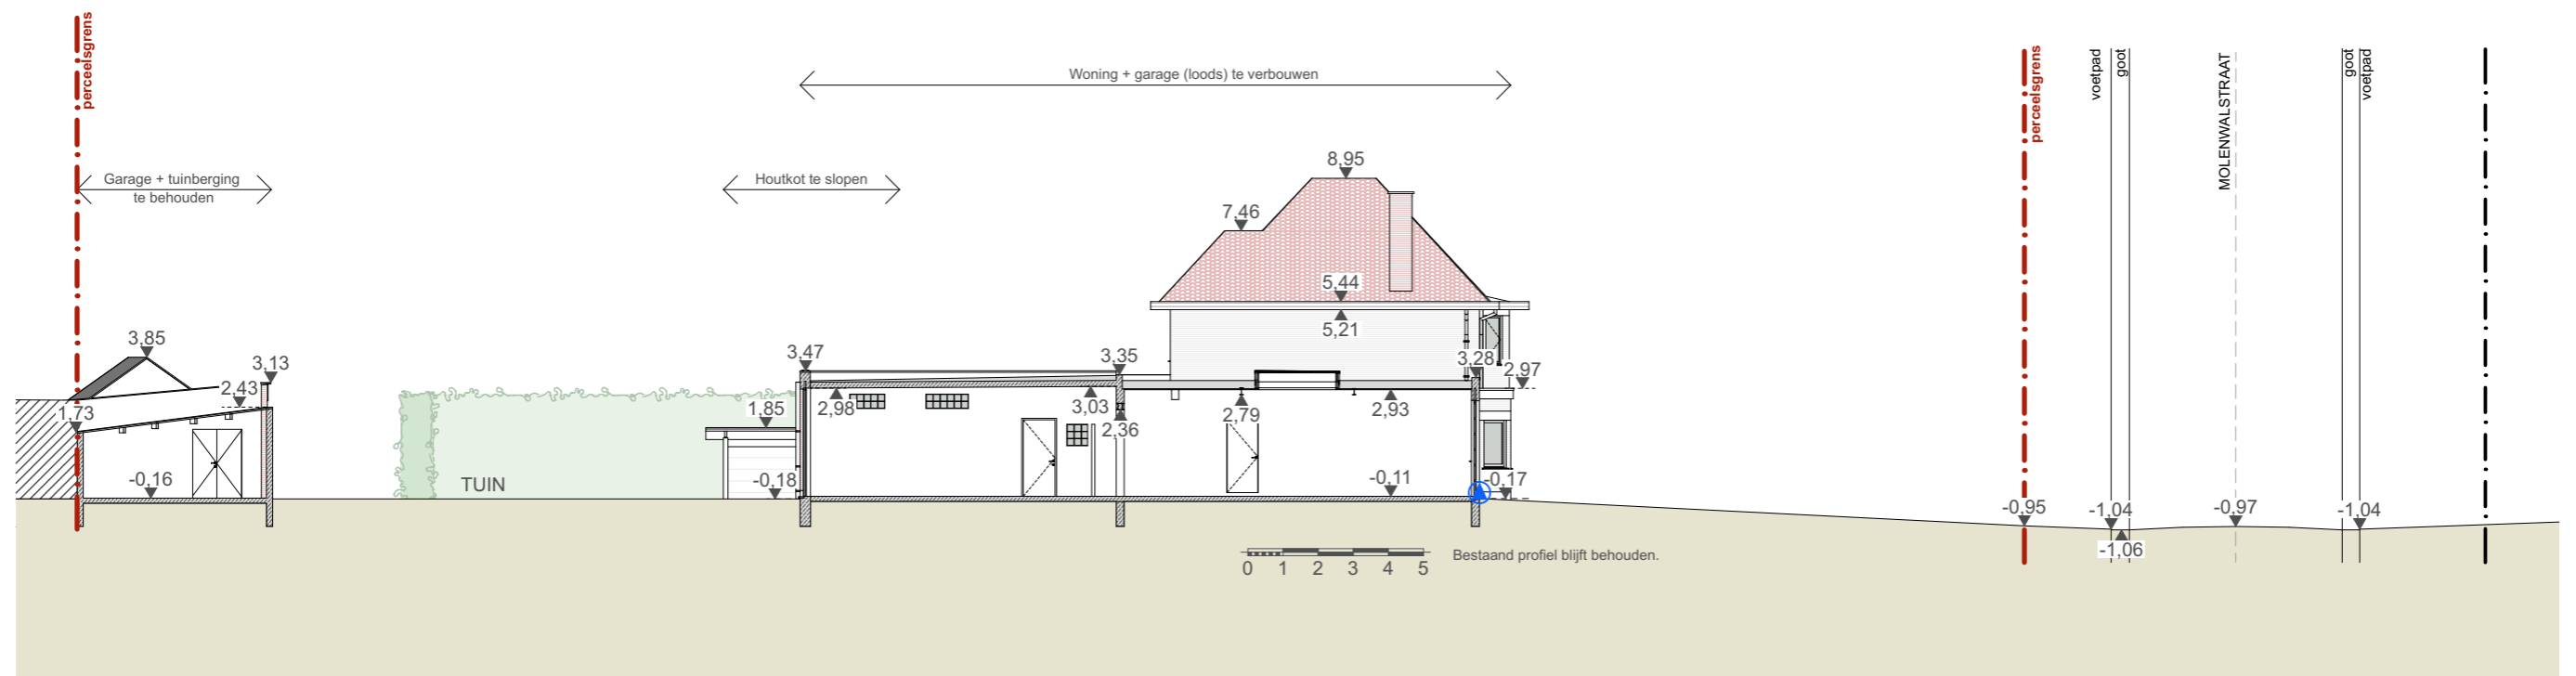 perceelsgrens
Garage + tuinberging
te behouden
3,85
3,13
2,43
1,73
-0,16
TUIN
Houtkot te slopen
Woning + garage (loods) te verbouwen
3,47
3,35
1,85
2,98
3,03
2,36
-0,18
8,95
7,46
5,44
5,21
3,28
2,97
2,79
2,93
-0,11
-0,17
0 1 2 3 4 5
Bestaand profiel blijft behouden.
perceelsgrens
voetpad
goot
MOLENWALSTRAAT
goot
voetpad
-0,95
-1,04
-1,06
-0,97
-1,04